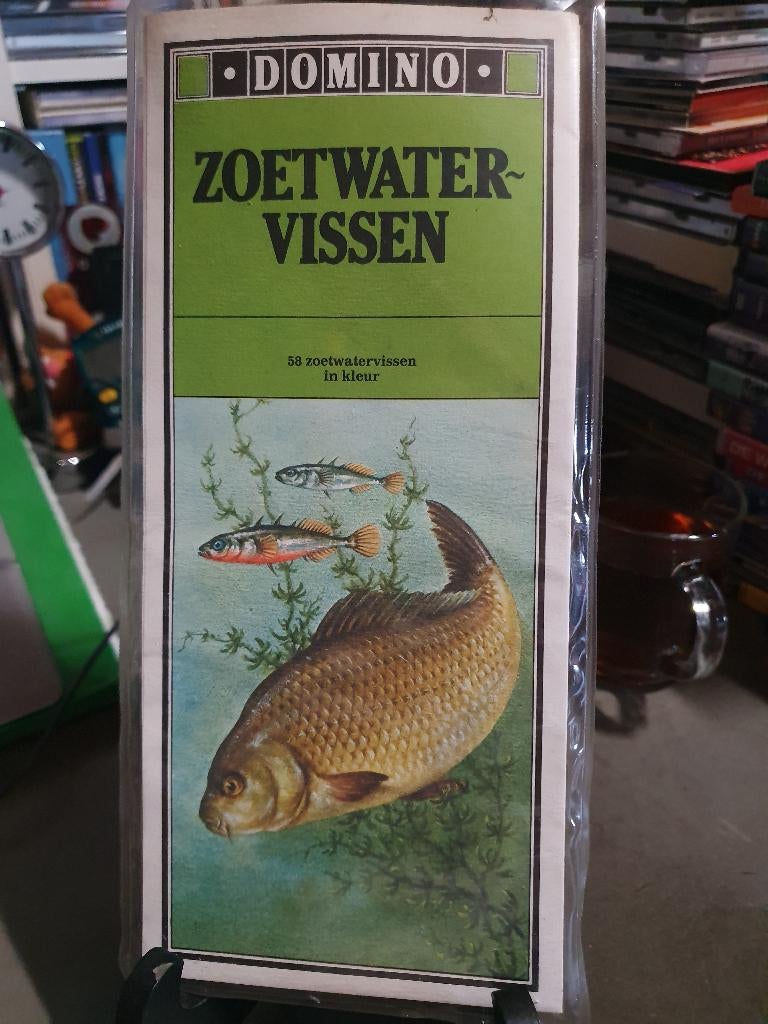 • DOMINO •
ZOETWATER~
VISSEN
58 zoetwatervissen
in kleur